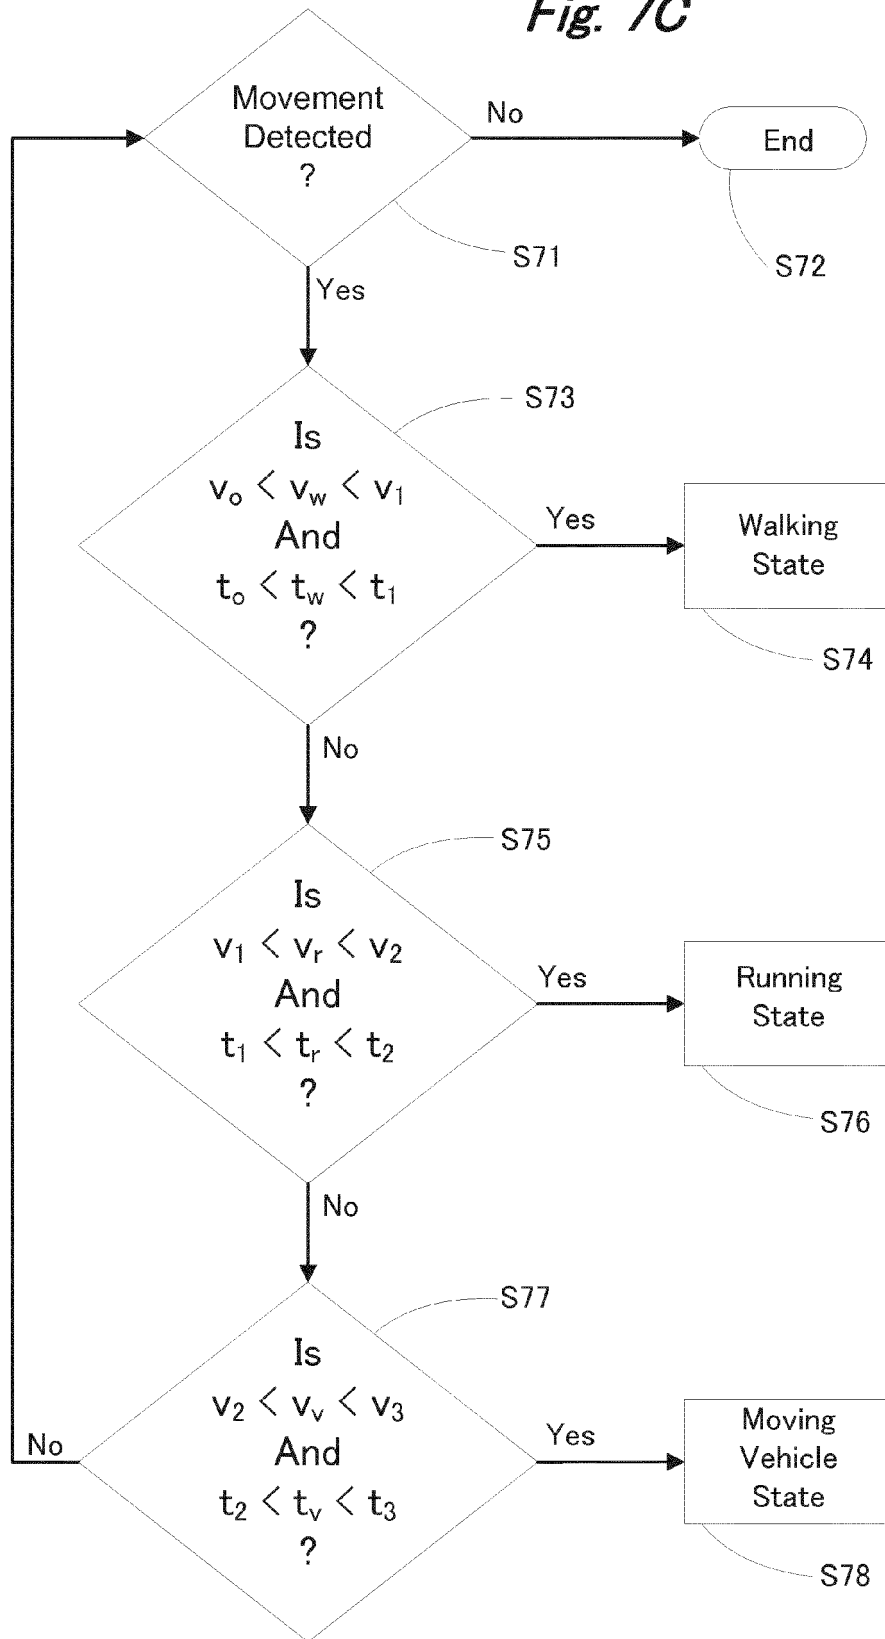 Fig. 7C
Movement
Detected
?
No
End
S71
S72
Yes
S73
Is
vₒ < v_w < v₁
And
tₒ < t_w < t₁
?
Yes
Walking
State
S74
No
S75
Is
v₁ < vᵣ < v₂
And
t₁ < tᵣ < t₂
?
Yes
Running
State
S76
No
S77
Is
v₂ < vᵥ < v₃
And
t₂ < tᵥ < t₃
?
No
Yes
Moving
Vehicle
State
S78